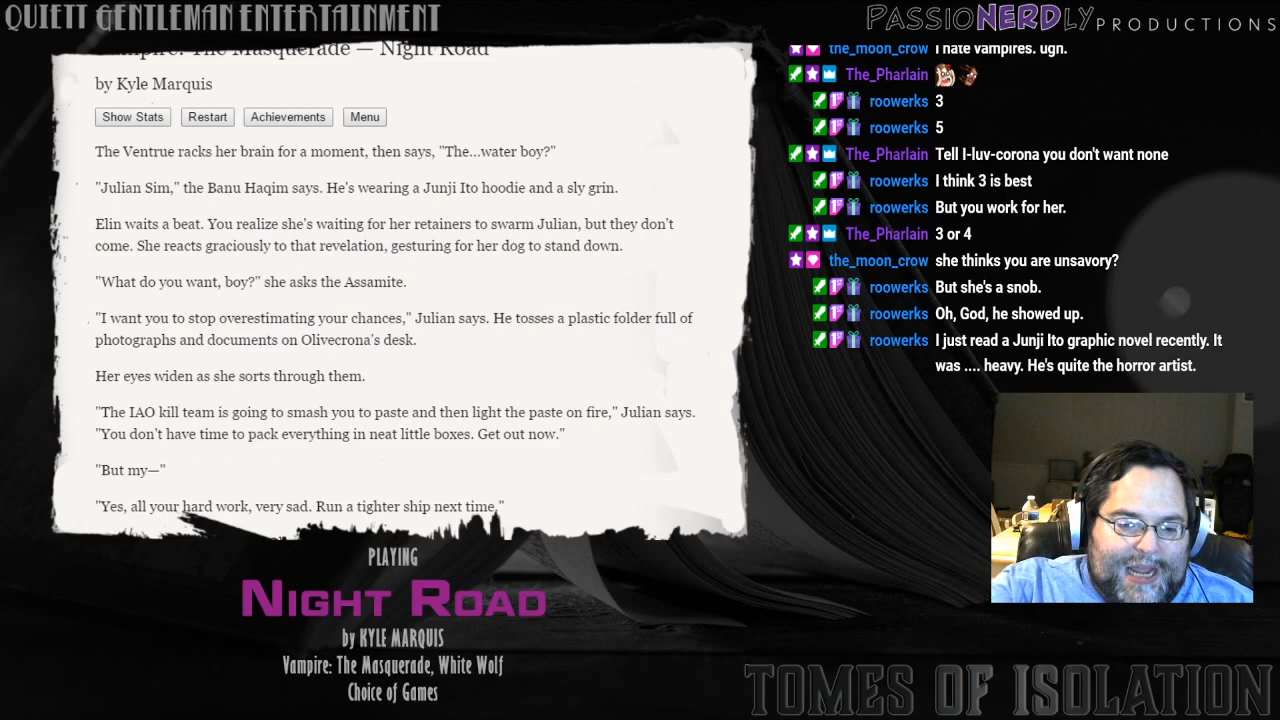 QUIETT GENTLEMAN ENTERTAINMENT
PASSIONERDLY PRODUCTIONS
Vampire: The Masquerade — Night Road
by Kyle Marquis
Show Stats Restart Achievements Menu
The Ventrue racks her brain for a moment, then says, "The...water boy?"
"Julian Sim," the Banu Haqim says. He's wearing a Junji Ito hoodie and a sly grin.
Elin waits a beat. You realize she's waiting for her retainers to swarm Julian, but they don't
come. She reacts graciously to that revelation, gesturing for her dog to stand down.
"What do you want, boy?" she asks the Assamite.
"I want you to stop overestimating your chances," Julian says. He tosses a plastic folder full of
photographs and documents on Olivecrona's desk.
Her eyes widen as she sorts through them.
"The IAO kill team is going to smash you to paste and then light the paste on fire," Julian says.
"You don't have time to pack everything in neat little boxes. Get out now."
"But my—"
"Yes, all your hard work, very sad. Run a tighter ship next time."
PLAYING
NIGHT ROAD
by KYLE MARQUIS
Vampire: The Masquerade, White Wolf
Choice of Games
the_moon_crow I hate vampires. ugh.
The_Pharlain
roowerks 3
roowerks 5
The_Pharlain Tell I-luv-corona you don't want none
roowerks I think 3 is best
roowerks But you work for her.
The_Pharlain 3 or 4
the_moon_crow she thinks you are unsavory?
roowerks But she's a snob.
roowerks Oh, God, he showed up.
roowerks I just read a Junji Ito graphic novel recently. It
was .... heavy. He's quite the horror artist.
TOMES OF ISOLATION